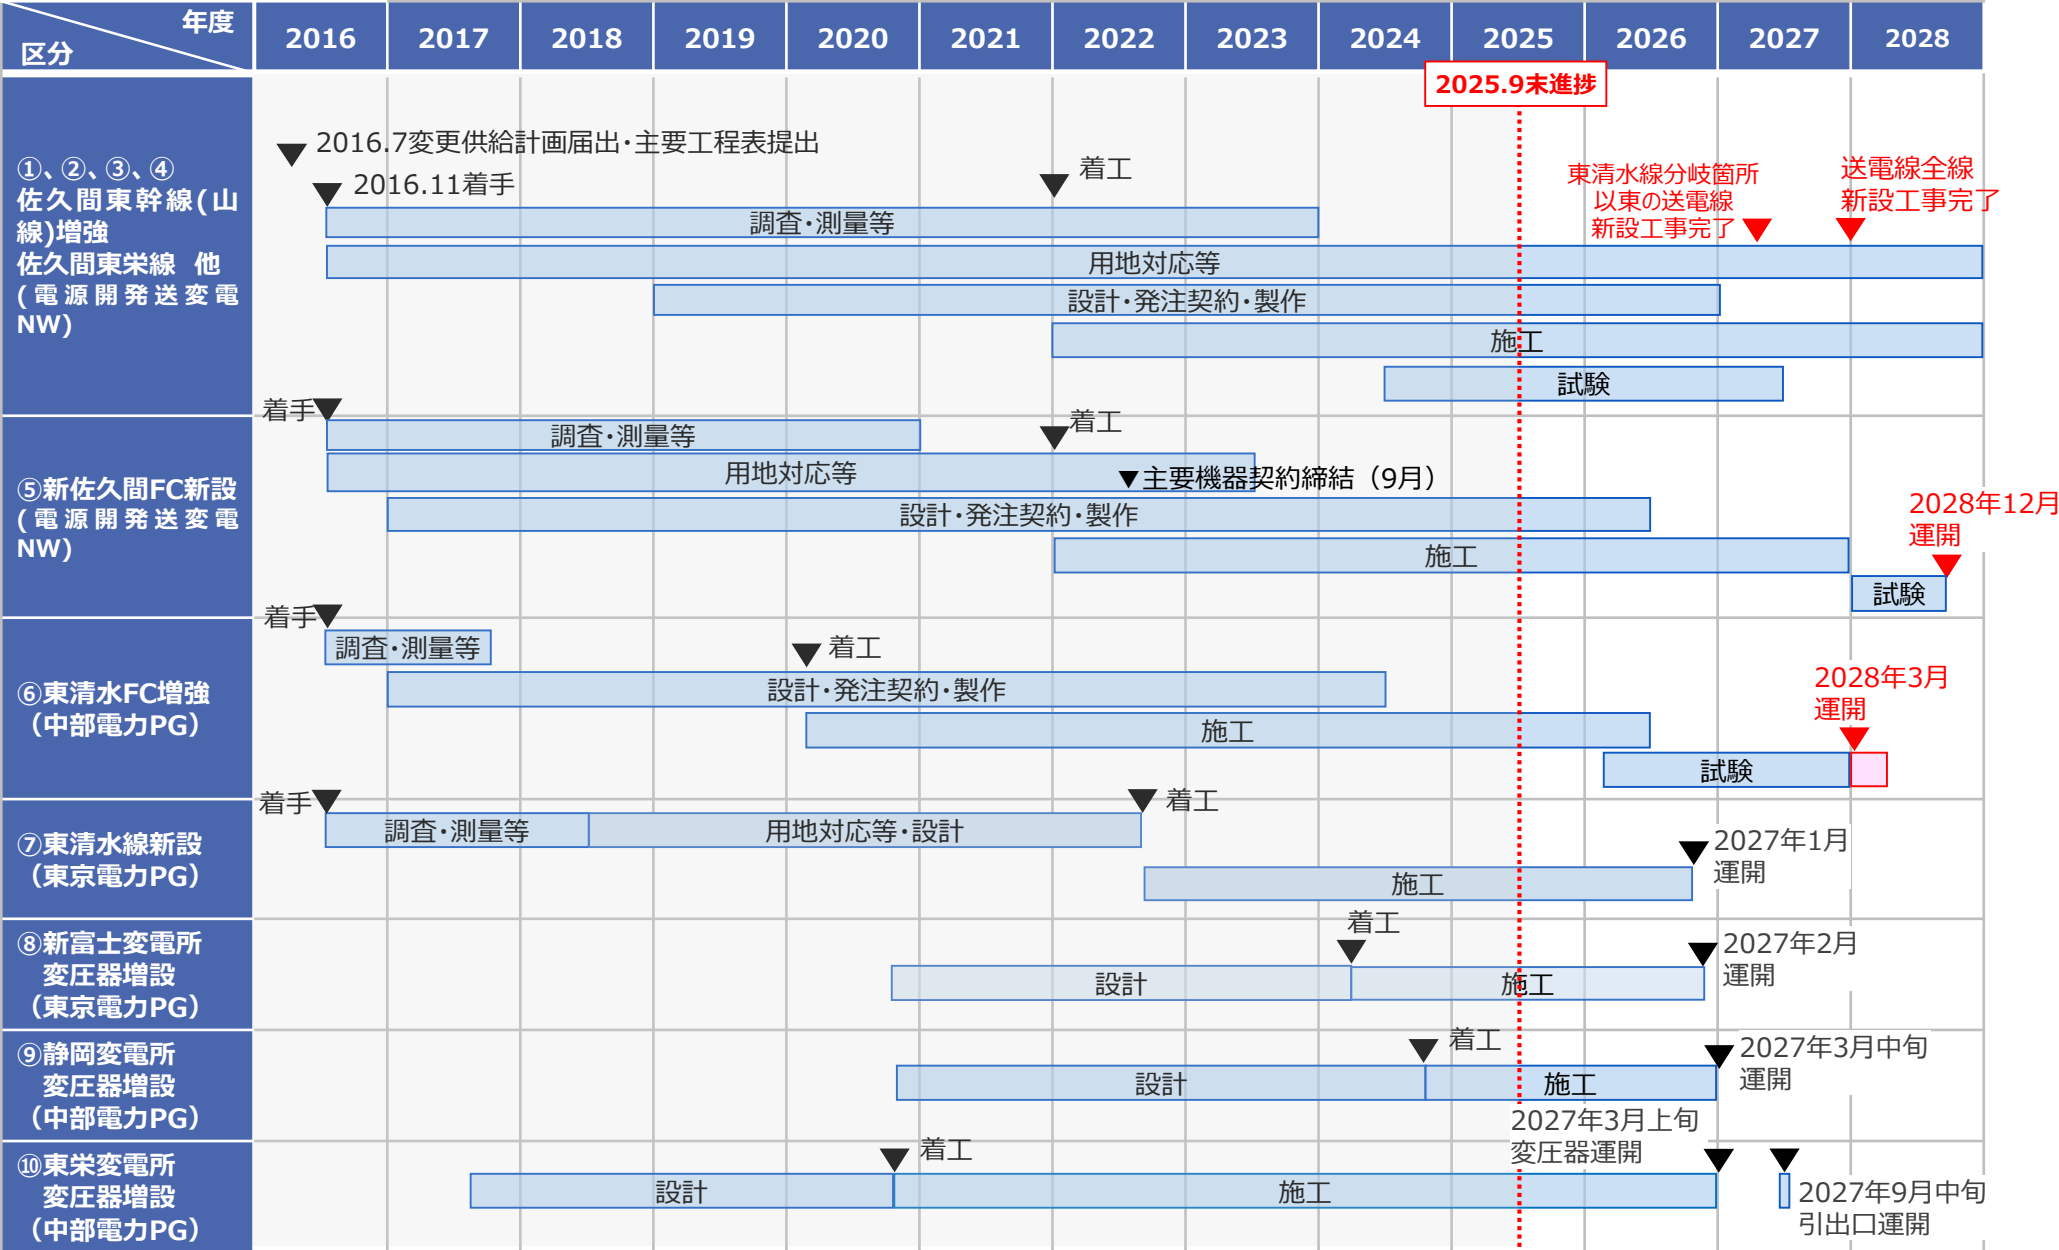 年度
区分
2016 2017 2018 2019 2020 2021 2022 2023 2024 2025 2026 2027 2028
2025.9末進捗
①、②、③、④
佐久間東幹線(山
線)増強
佐久間東栄線 他
(電源開発送変電
NW)
2016.7変更供給計画届出・主要工程表提出
2016.11着手
着工
東清水線分岐箇所
以東の送電線
新設工事完了
送電線全線
新設工事完了
調査・測量等
用地対応等
設計・発注契約・製作
施工
試験
⑤新佐久間FC新設
(電源開発送変電
NW)
着手
調査・測量等
着工
用地対応等
主要機器契約締結（9月）
設計・発注契約・製作
施工
2028年12月
運開
試験
⑥東清水FC増強
（中部電力PG）
着手
調査・測量等
着工
設計・発注契約・製作
施工
2028年3月
運開
試験
⑦東清水線新設
（東京電力PG）
着手
調査・測量等
用地対応等・設計
着工
施工
2027年1月
運開
⑧新富士変電所
変圧器増設
（東京電力PG）
設計
着工
施工
2027年2月
運開
⑨静岡変電所
変圧器増設
（中部電力PG）
設計
着工
施工
2027年3月中旬
運開
⑩東栄変電所
変圧器増設
（中部電力PG）
設計
着工
施工
2027年3月上旬
変圧器運開
2027年9月中旬
引出口運開